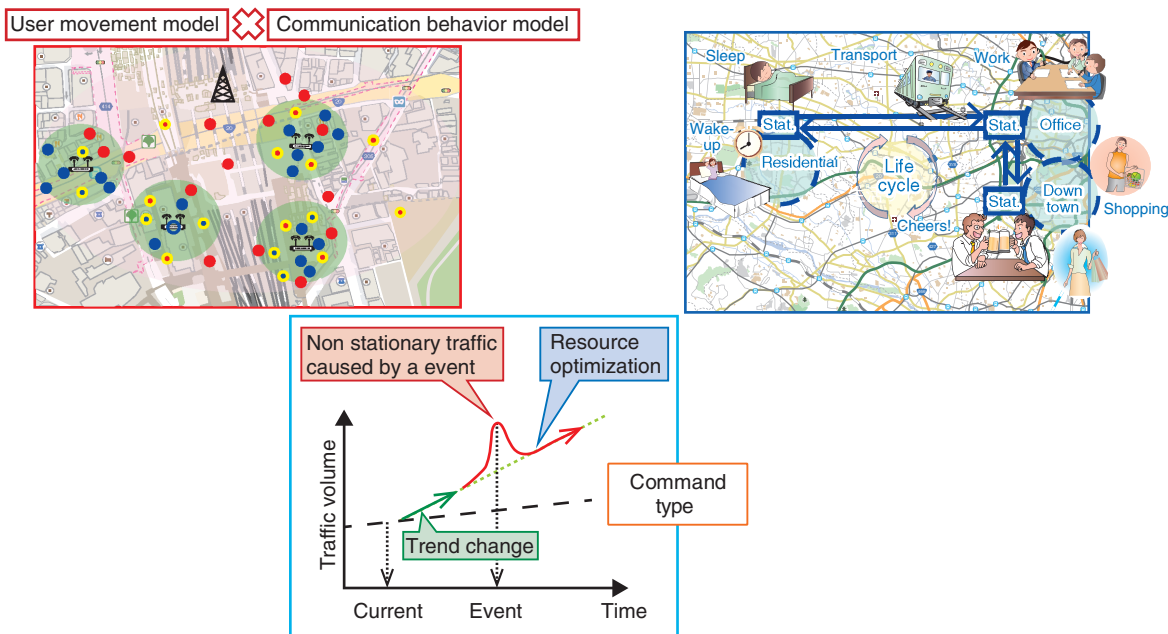 User movement model
Communication behavior model
Sleep
Transport
Work
Wake-
up
Stat.
Stat.
Office
Residential
Life
cycle
Stat.
Down
town
Shopping
Cheers!
Non stationary traffic
caused by a event
Resource
optimization
Traffic volume
Command
type
Trend change
Current
Event
Time